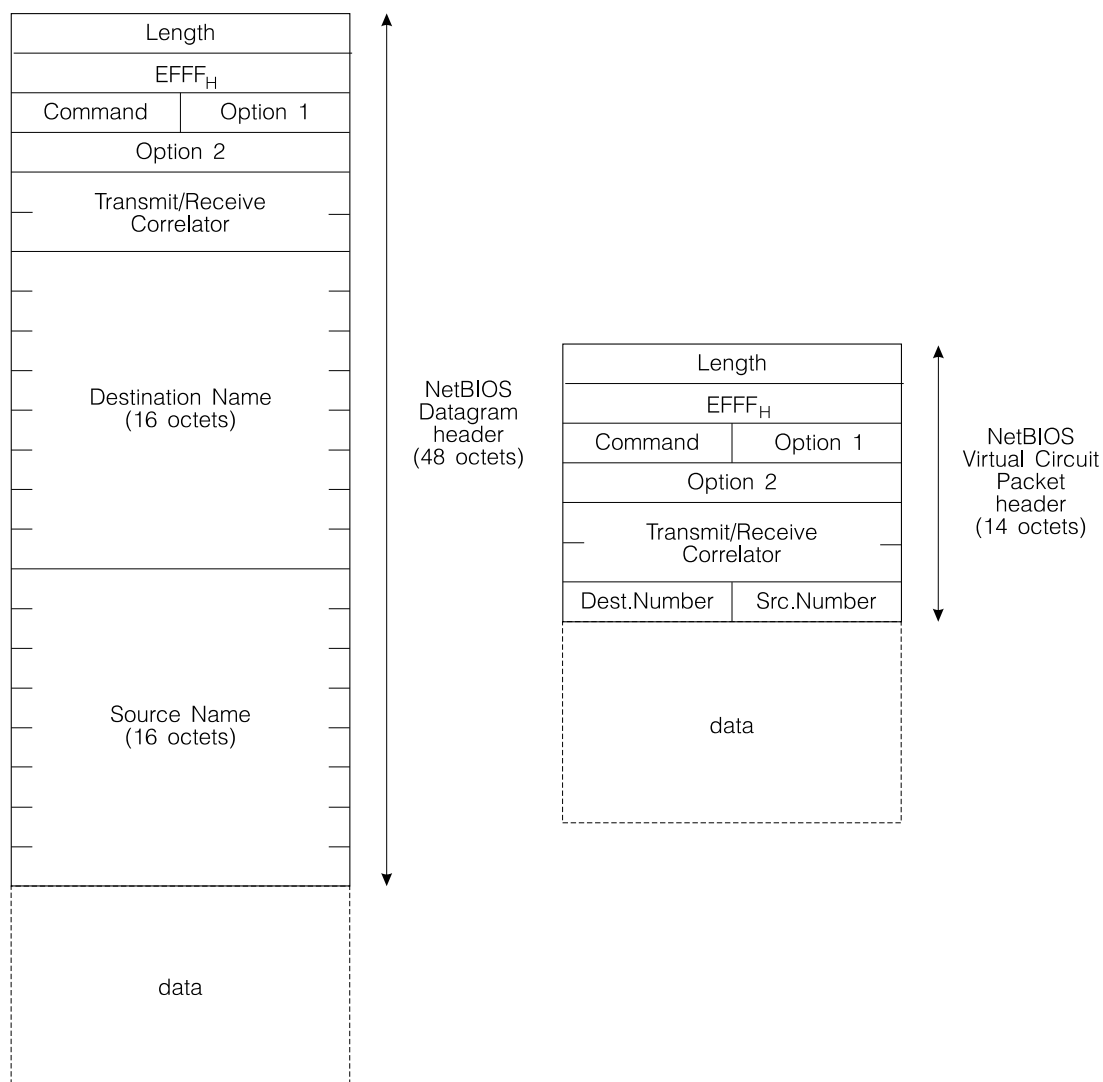 Length
EFFFH
Command Option 1
Option 2
Transmit/Receive
Correlator
Destination Name
(16 octets)
Source Name
(16 octets)
data
NetBIOS
Datagram
header
(48 octets)
Length
EFFFH
Command Option 1
Option 2
Transmit/Receive
Correlator
Dest.Number Src.Number
data
NetBIOS
Virtual Circuit
Packet
header
(14 octets)